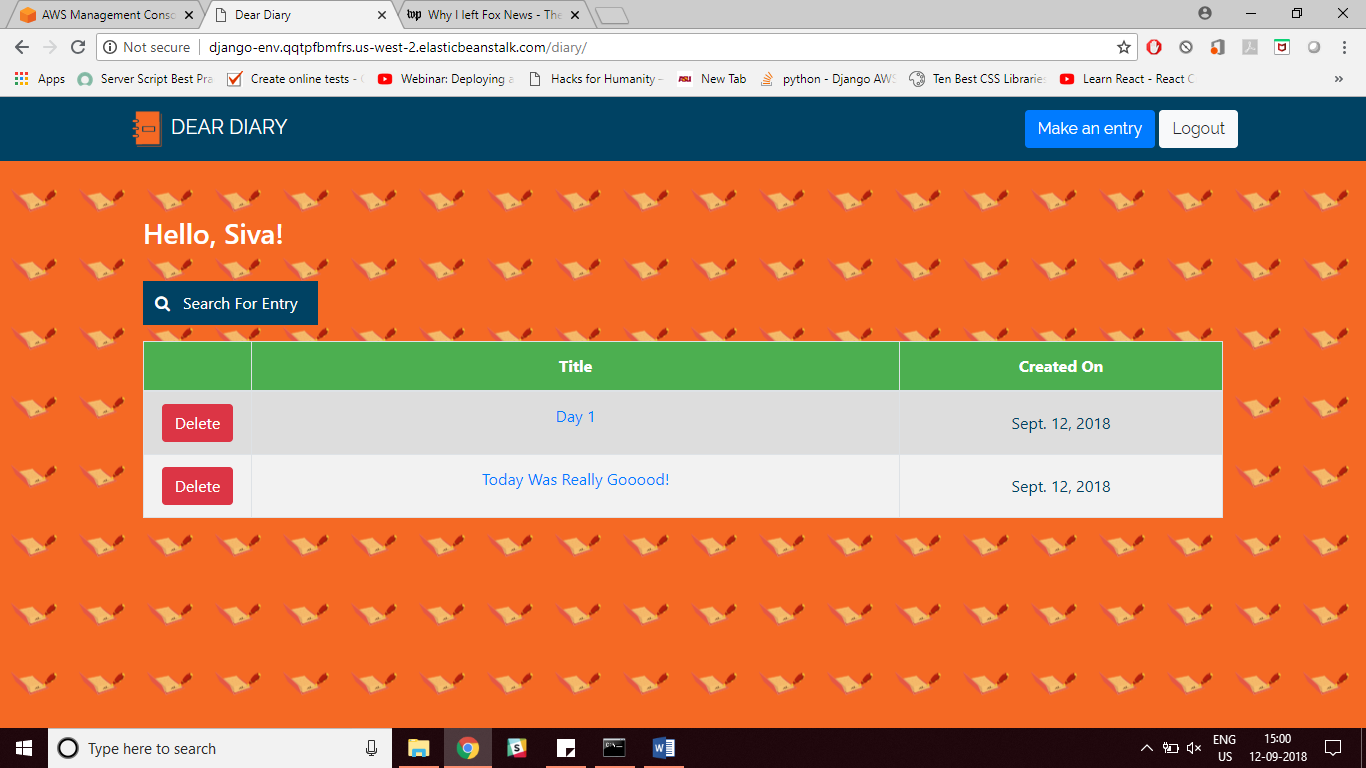 AWS Management Conso
Dear Diary
Why I left Fox News - The
Not secure | django-env.qqtpfbmfrs.us-west-2.elasticbeanstalk.com/diary/
Apps Server Script Best Pra Create online tests - Webinar: Deploying a Hacks for Humanity – ASU New Tab python - Django AWS Ten Best CSS Libraries Learn React - React C »
DEAR DIARY
Make an entry
Logout
Hello, Siva!
Search For Entry
Title Created On
Delete Day 1 Sept. 12, 2018
Delete Today Was Really Gooood! Sept. 12, 2018
Type here to search
ENG
US
15:00
12-09-2018